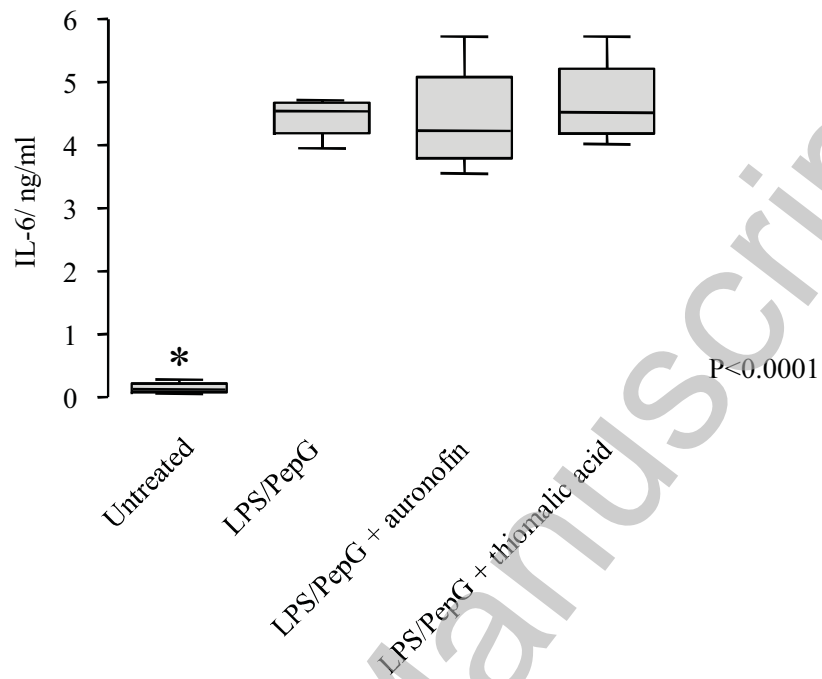 6
5
4
3
2
1
0
IL-6/ ng/ml
*
P<0.0001
Untreated
LPS/PepG
LPS/PepG + auronofin
LPS/PepG + thiomalic acid
Manuscrip